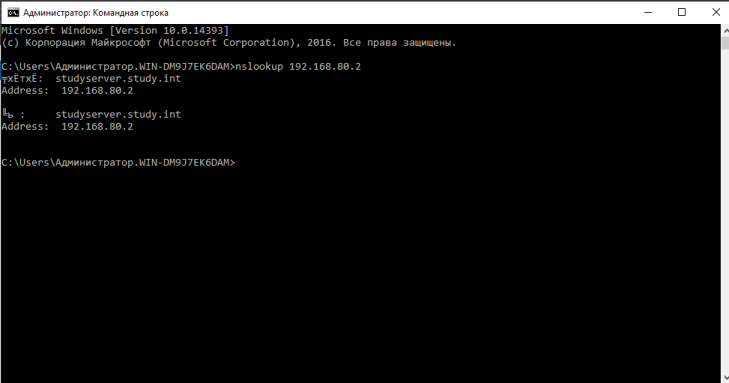 Администратор: Командная строка
Microsoft Windows [Version 10.0.14393]
(c) Корпорация Майкрософт (Microsoft Corporation), 2016. Все права защищены.
C:\Users\Администратор.WIN-DM9J7EK6DAM>nslookup 192.168.80.2
╤хЁтхЁ:  studyserver.study.int
Address:  192.168.80.2
╚ь :     studyserver.study.int
Address:  192.168.80.2
C:\Users\Администратор.WIN-DM9J7EK6DAM>